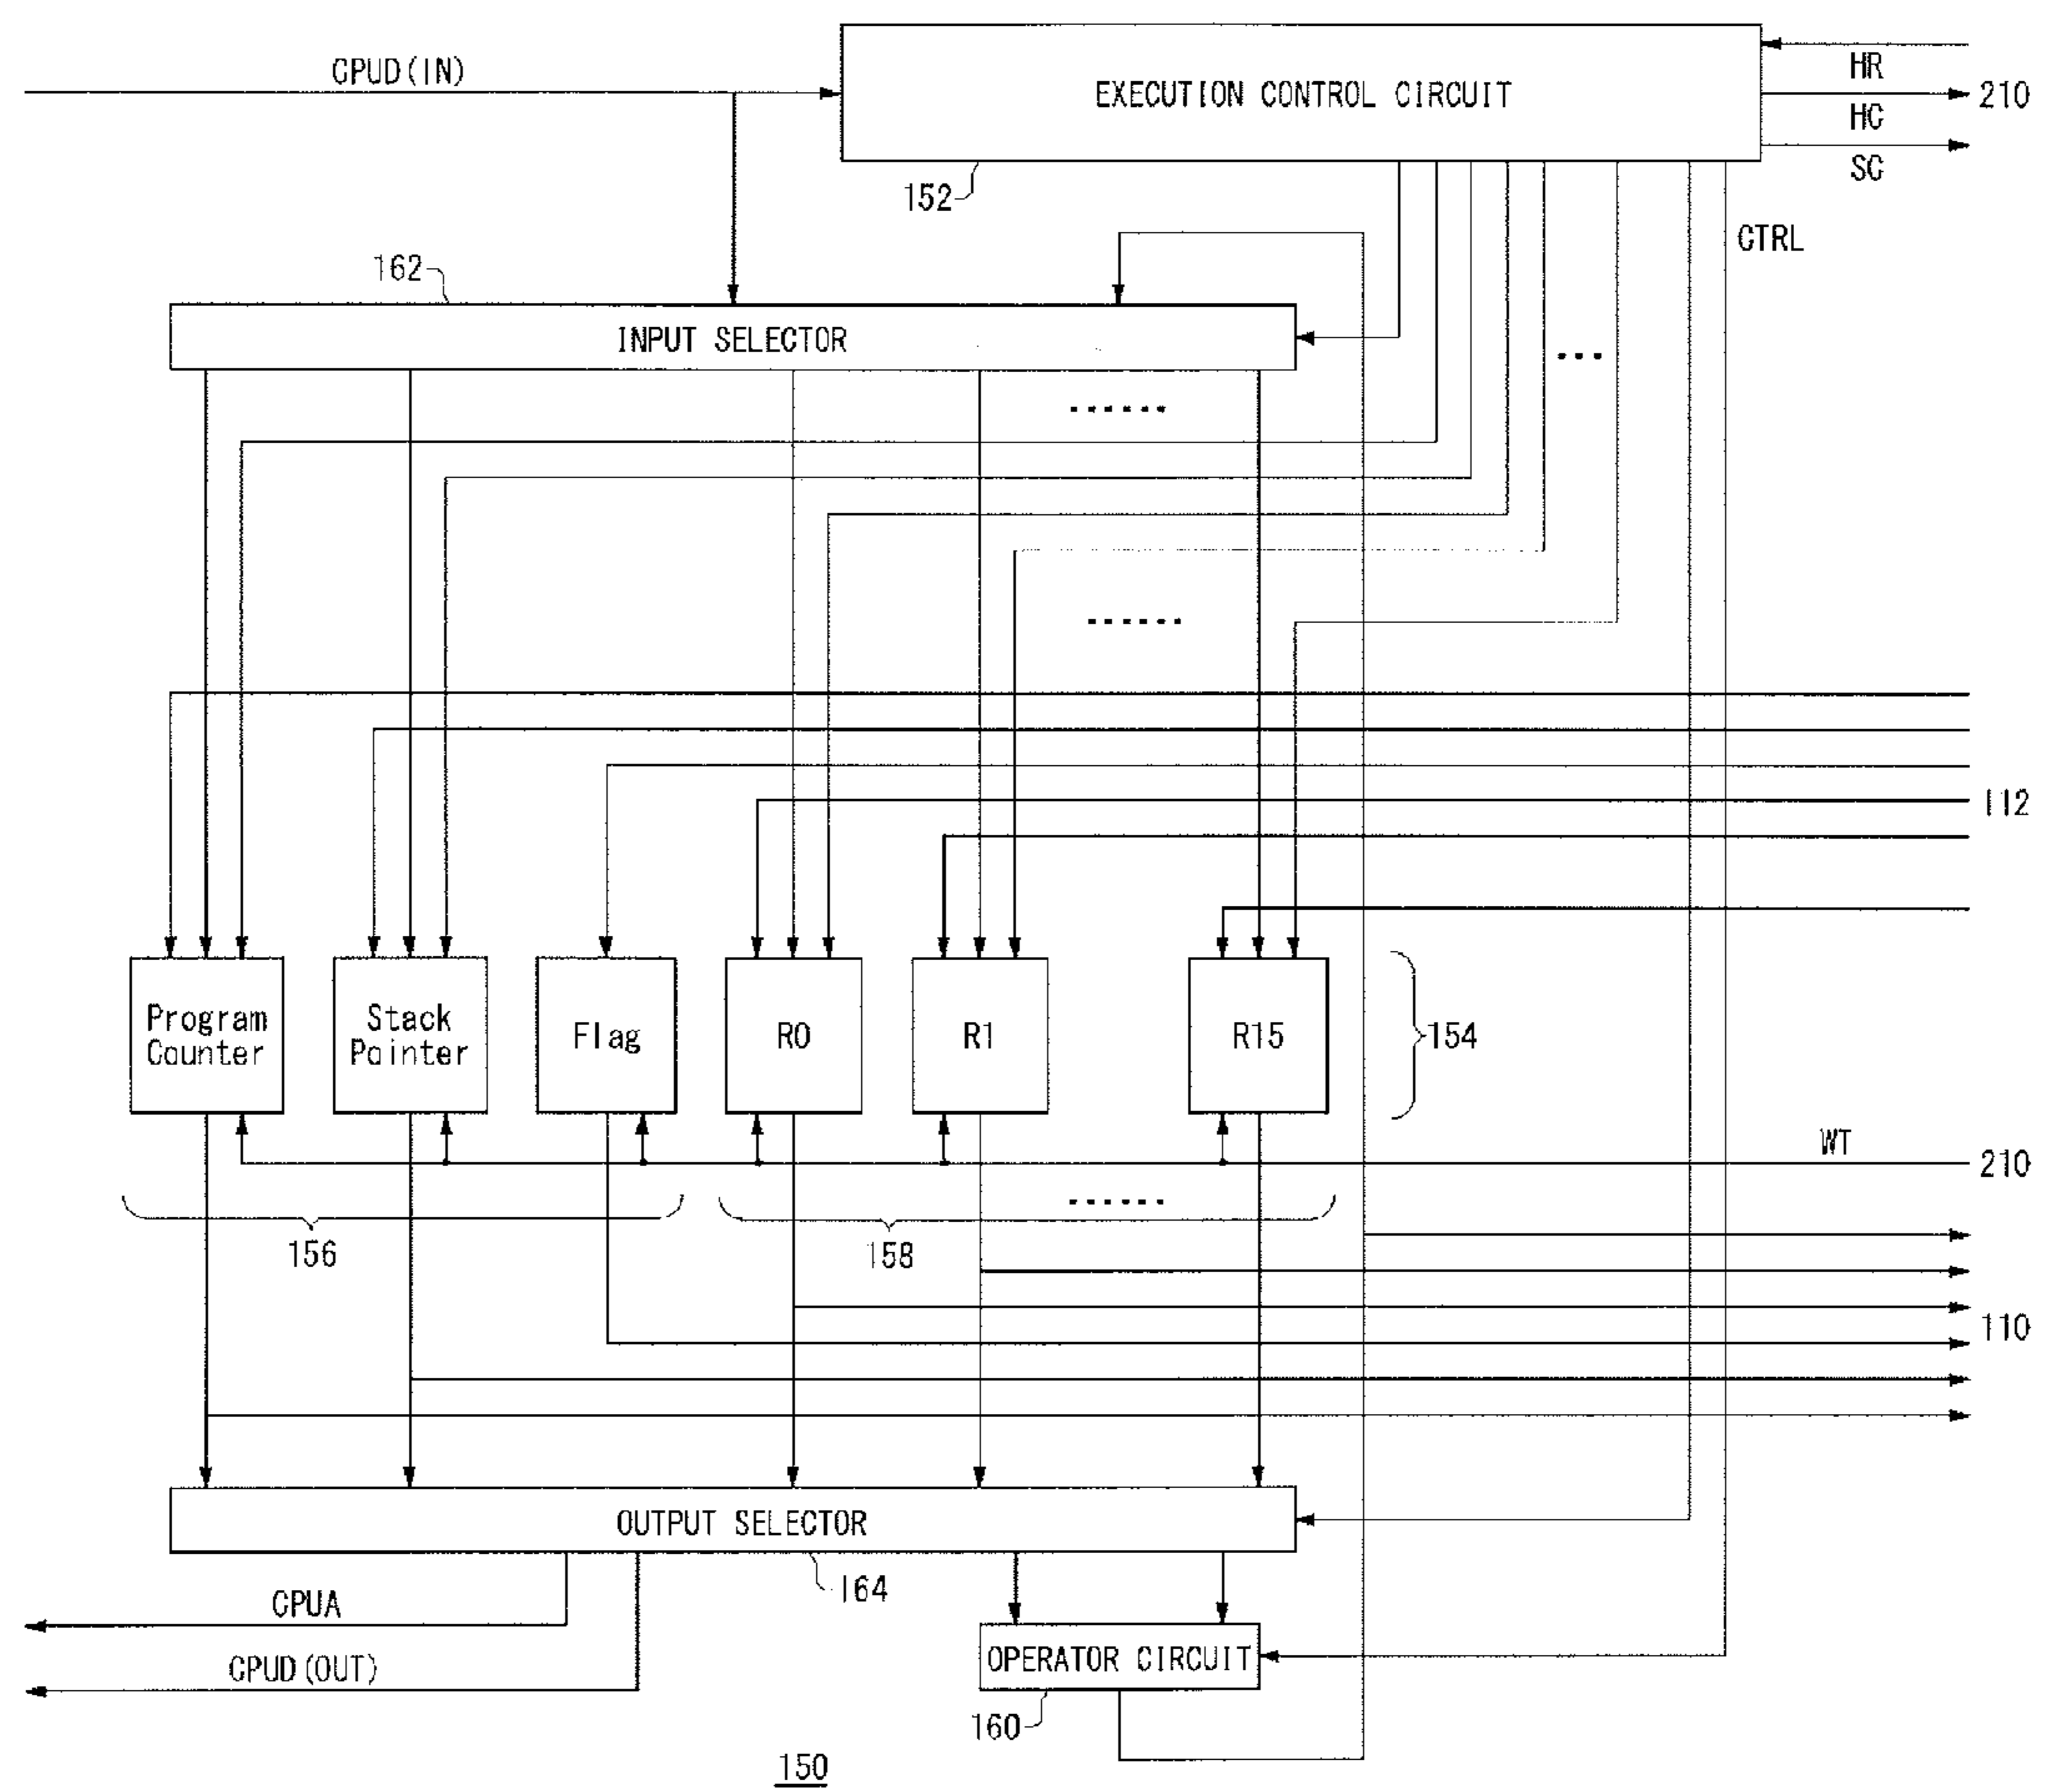 CPUD(IN)
EXECUTION CONTROL CIRCUIT
HR
210
HC
SC
152
CTRL
162
INPUT SELECTOR
...
......
......
112
Program
Counter
Stack
Pointer
Flag
R0
R1
R15
154
WT
210
......
156
158
110
OUTPUT SELECTOR
164
CPUA
OPERATOR CIRCUIT
CPUD(OUT)
160
150